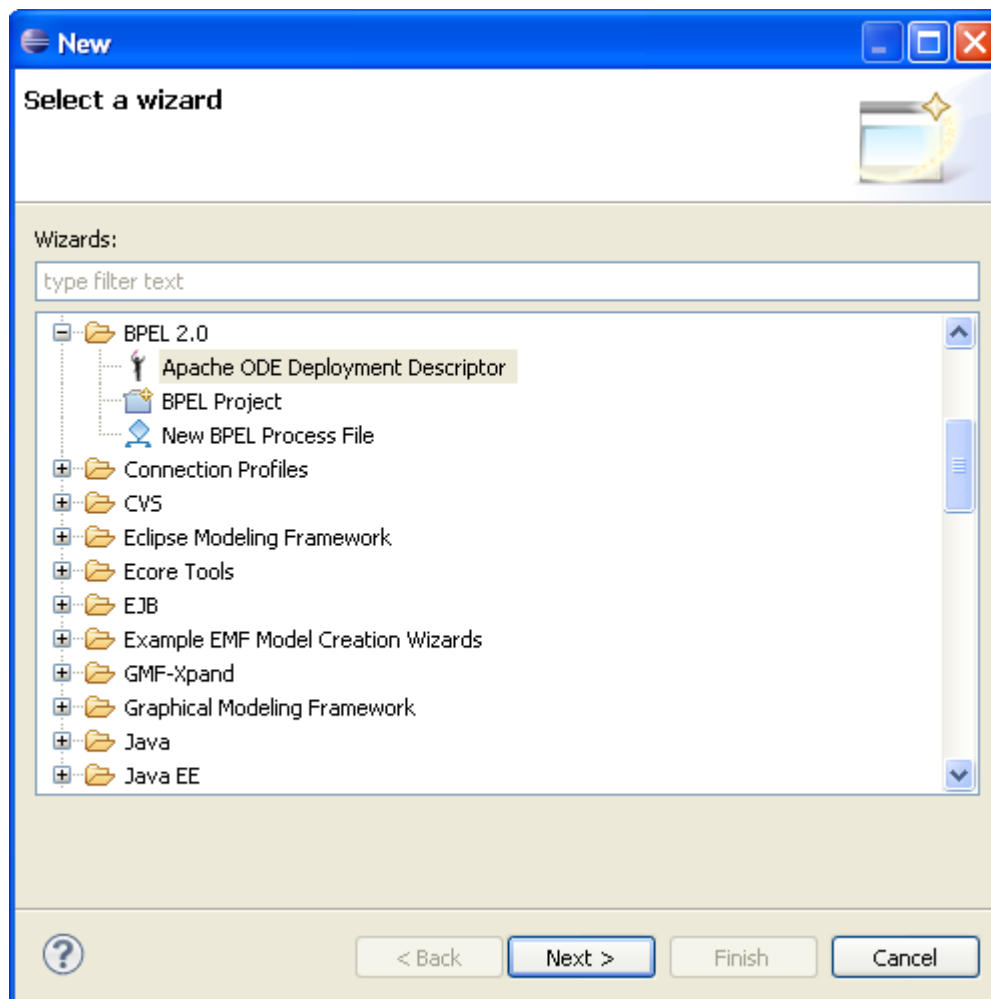 New
Select a wizard
Wizards:
type filter text
BPEL 2.0
Apache ODE Deployment Descriptor
BPEL Project
New BPEL Process File
Connection Profiles
CVS
Eclipse Modeling Framework
Ecore Tools
EJB
Example EMF Model Creation Wizards
GMF-Xpand
Graphical Modeling Framework
Java
Java EE
? < Back Next > Finish Cancel